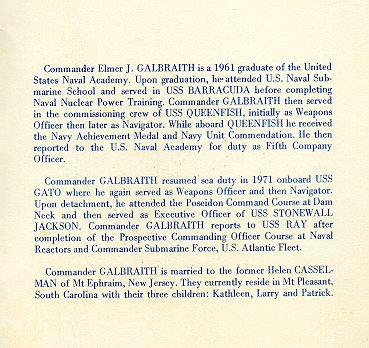 Commander Elmer J. GALBRAITH is a 1961 graduate of the United
States Naval Academy. Upon graduation, he attended U.S. Naval Sub-
marine School and served in USS BARRACUDA before completing
Naval Nuclear Power Training. Commander GALBRAITH then served
in the commissioning crew of USS QUEENFISH, initially as Weapons
Officer then later as Navigator. While aboard QUEENFISH he received
the Navy Achievement Medal and Navy Unit Commendation. He then
reported to the U.S. Naval Academy for duty as Fifth Company
Officer.
Commander GALBRAITH resumed sea duty in 1971 onboard USS
GATO where he again served as Weapons Officer and then Navigator.
Upon detachment, he attended the Poseidon Command Course at Dam
Neck and then served as Executive Officer of USS STONEWALL
JACKSON. Commander GALBRAITH reports to USS RAY after
completion of the Prospective Commanding Officer Course at Naval
Reactors and Commander Submarine Force, U.S. Atlantic Fleet.
Commander GALBRAITH is married to the former Helen CASSEL-
MAN of Mt Ephraim, New Jersey. They currently reside in Mt Pleasant,
South Carolina with their three children: Kathleen, Larry and Patrick.